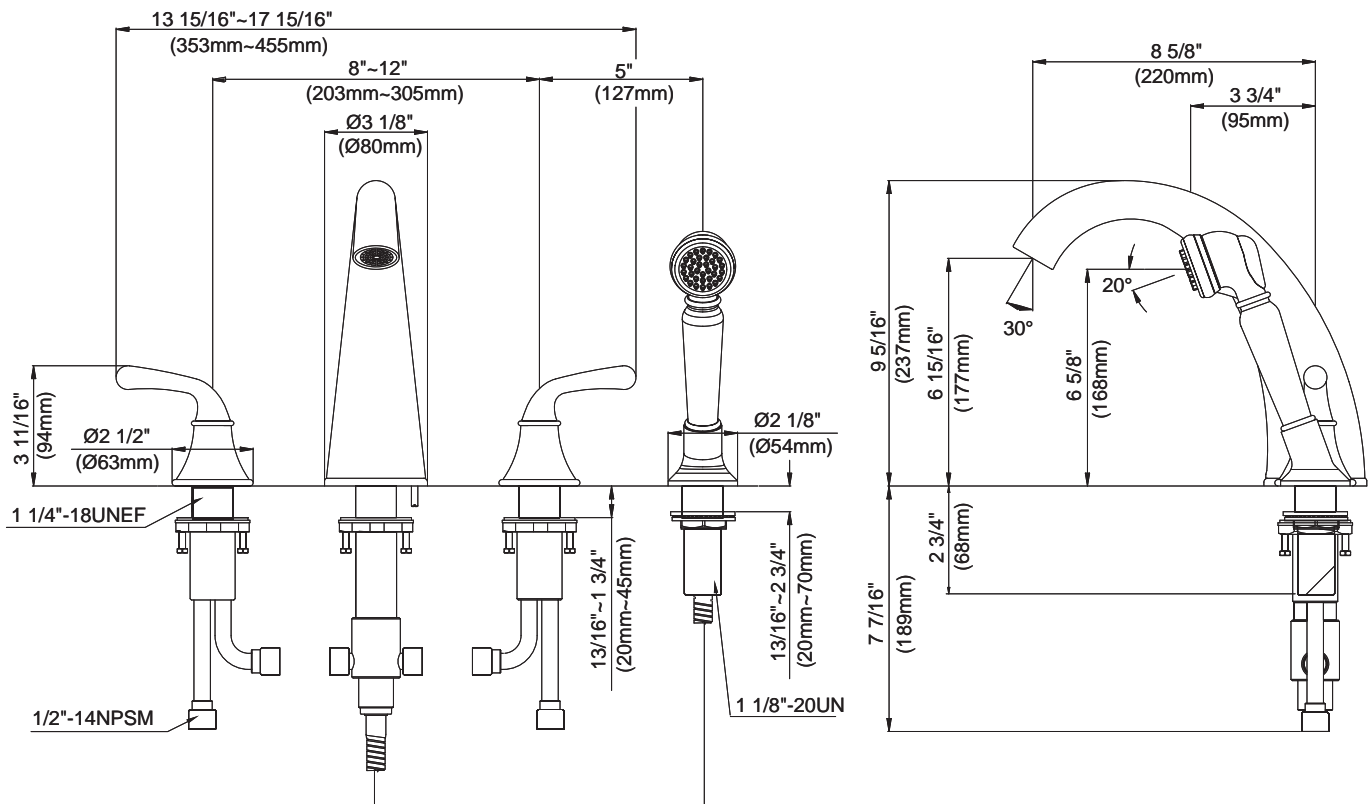 13 15/16"~17 15/16"
(353mm~455mm)
8"~12"
(203mm~305mm)
5"
(127mm)
Ø3 1/8"
(Ø80mm)
3 11/16"
(94mm)
Ø2 1/2"
(Ø63mm)
Ø2 1/8"
(Ø54mm)
1 1/4"-18UNEF
1/2"-14NPSM
13/16"~1 3/4"
(20mm~45mm)
13/16"~2 3/4"
(20mm~70mm)
1 1/8"-20UN
8 5/8"
(220mm)
3 3/4"
(95mm)
20°
30°
9 5/16"
(237mm)
6 15/16"
(177mm)
6 5/8"
(168mm)
2 3/4"
(68mm)
7 7/16"
(189mm)